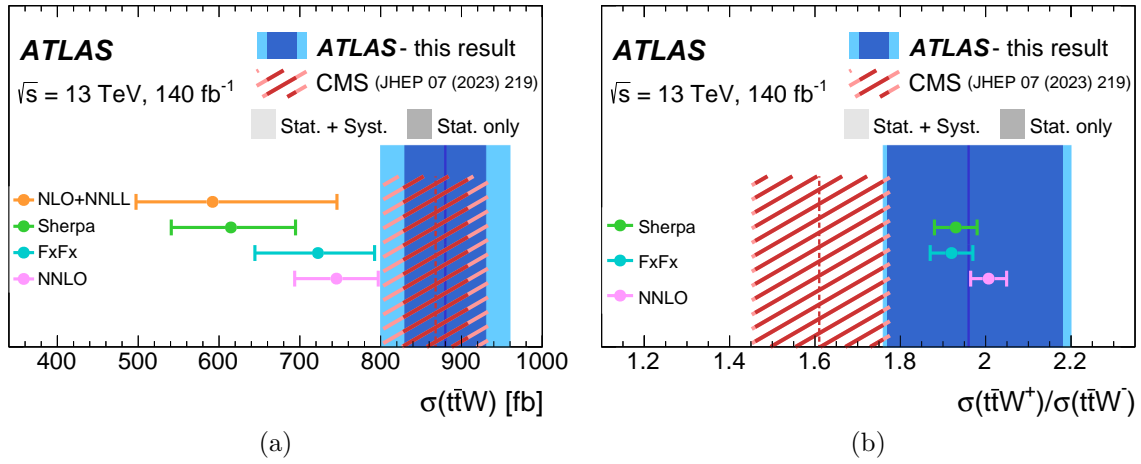 ATLAS
√s = 13 TeV, 140 fb⁻¹
ATLAS - this result
CMS (JHEP 07 (2023) 219)
Stat. + Syst.
Stat. only
NLO+NNLL
Sherpa
FxFx
NNLO
400 500 600 700 800 900 1000
σ(tt̄W) [fb]
(a)
ATLAS
√s = 13 TeV, 140 fb⁻¹
ATLAS - this result
CMS (JHEP 07 (2023) 219)
Stat. + Syst.
Stat. only
Sherpa
FxFx
NNLO
1.2 1.4 1.6 1.8 2 2.2
σ(tt̄W⁺)/σ(tt̄W⁻)
(b)